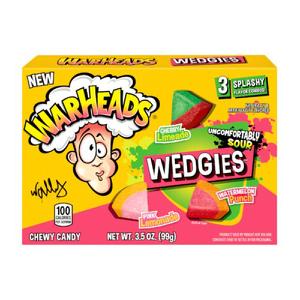 NEW
WARHEADS
3 SPLASHY
FLAVOR COMBOS!
CHERRY
Limeade
UNCOMFORTABLY
SOUR
WEDGIES
WATERMELON
Punch
PINK
Lemonade
Wally
100
CALORIES
PER SERVING
CHEWY CANDY
NET WT. 3.5 OZ. (99g)